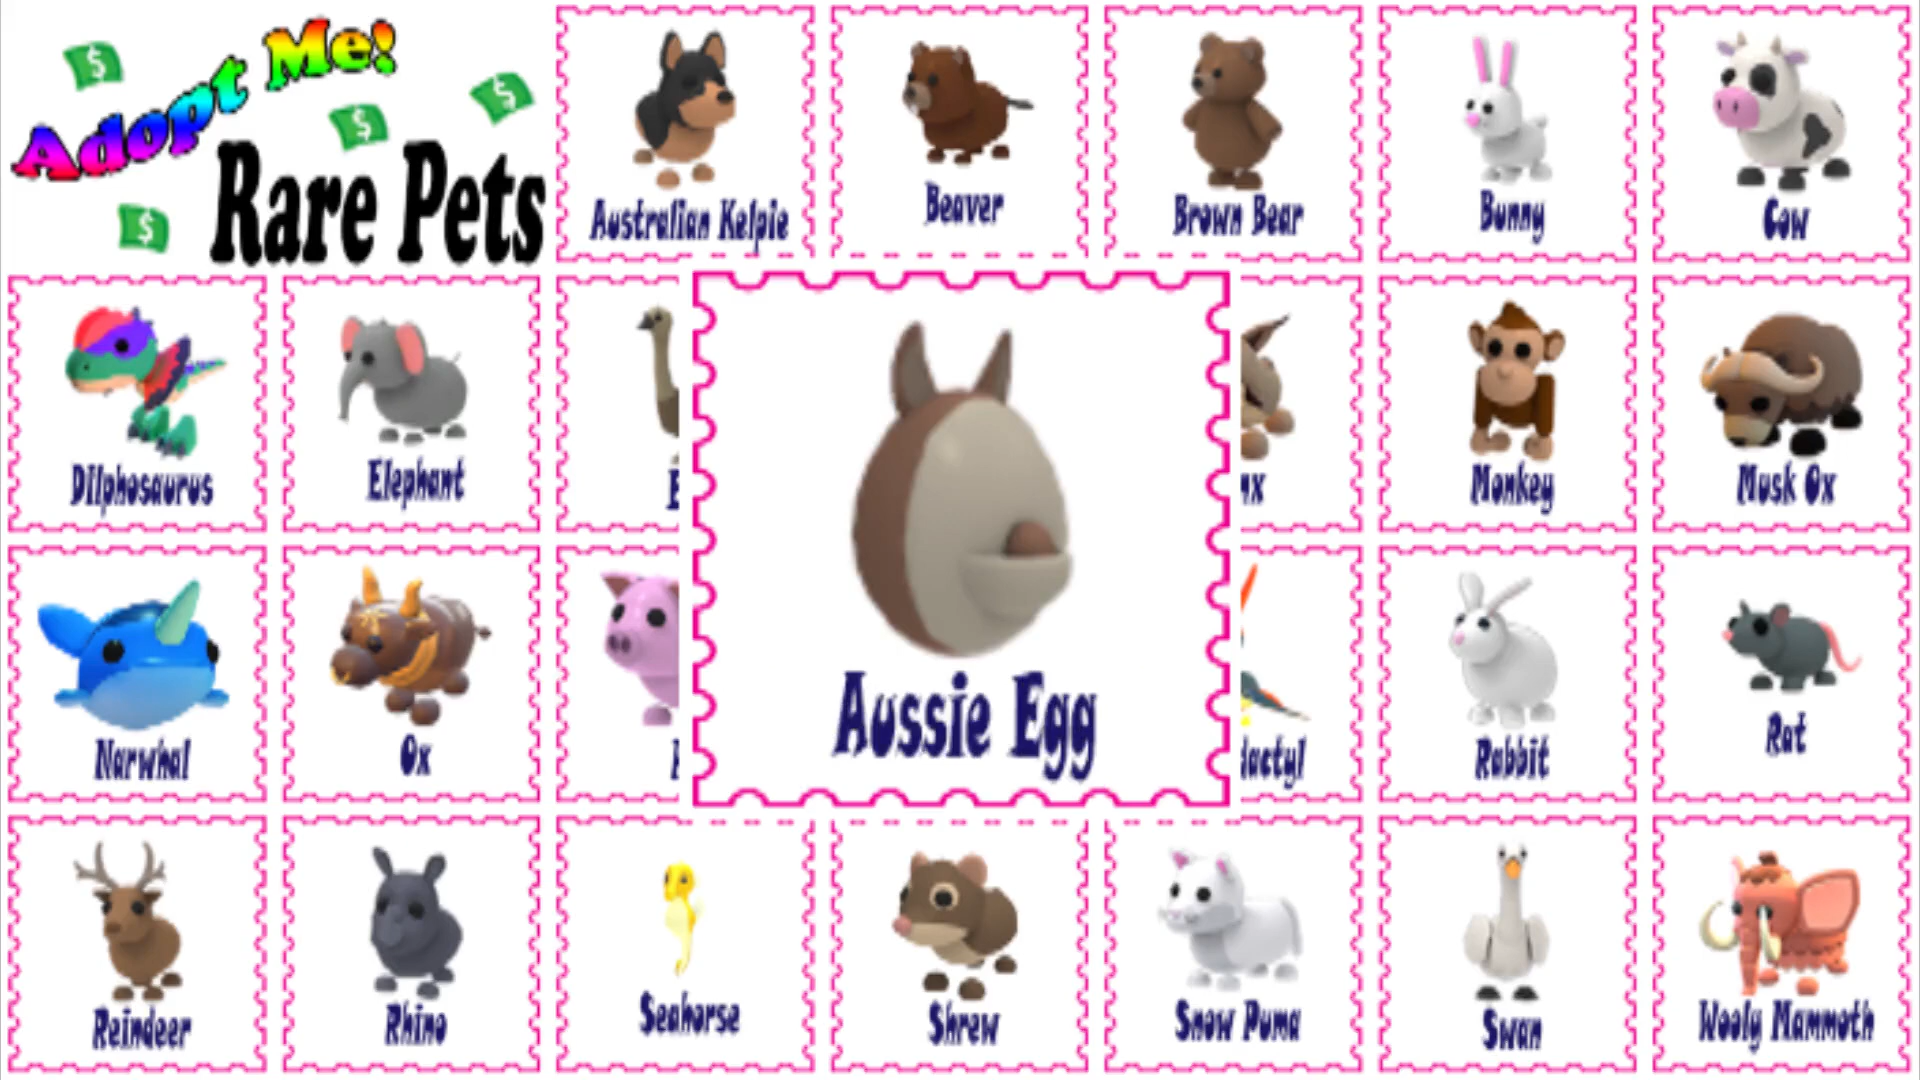 Adopt Me!
Rare Pets
Australian Kelpie
Beaver
Brown Bear
Bunny
Cow
Dilphosaurus
Elephant
Monkey
Musk Ox
Aussie Egg
Narwhal
Ox
Rabbit
Rat
Reindeer
Rhino
Seahorse
Shrew
Snow Puma
Swan
Wooly Mammoth